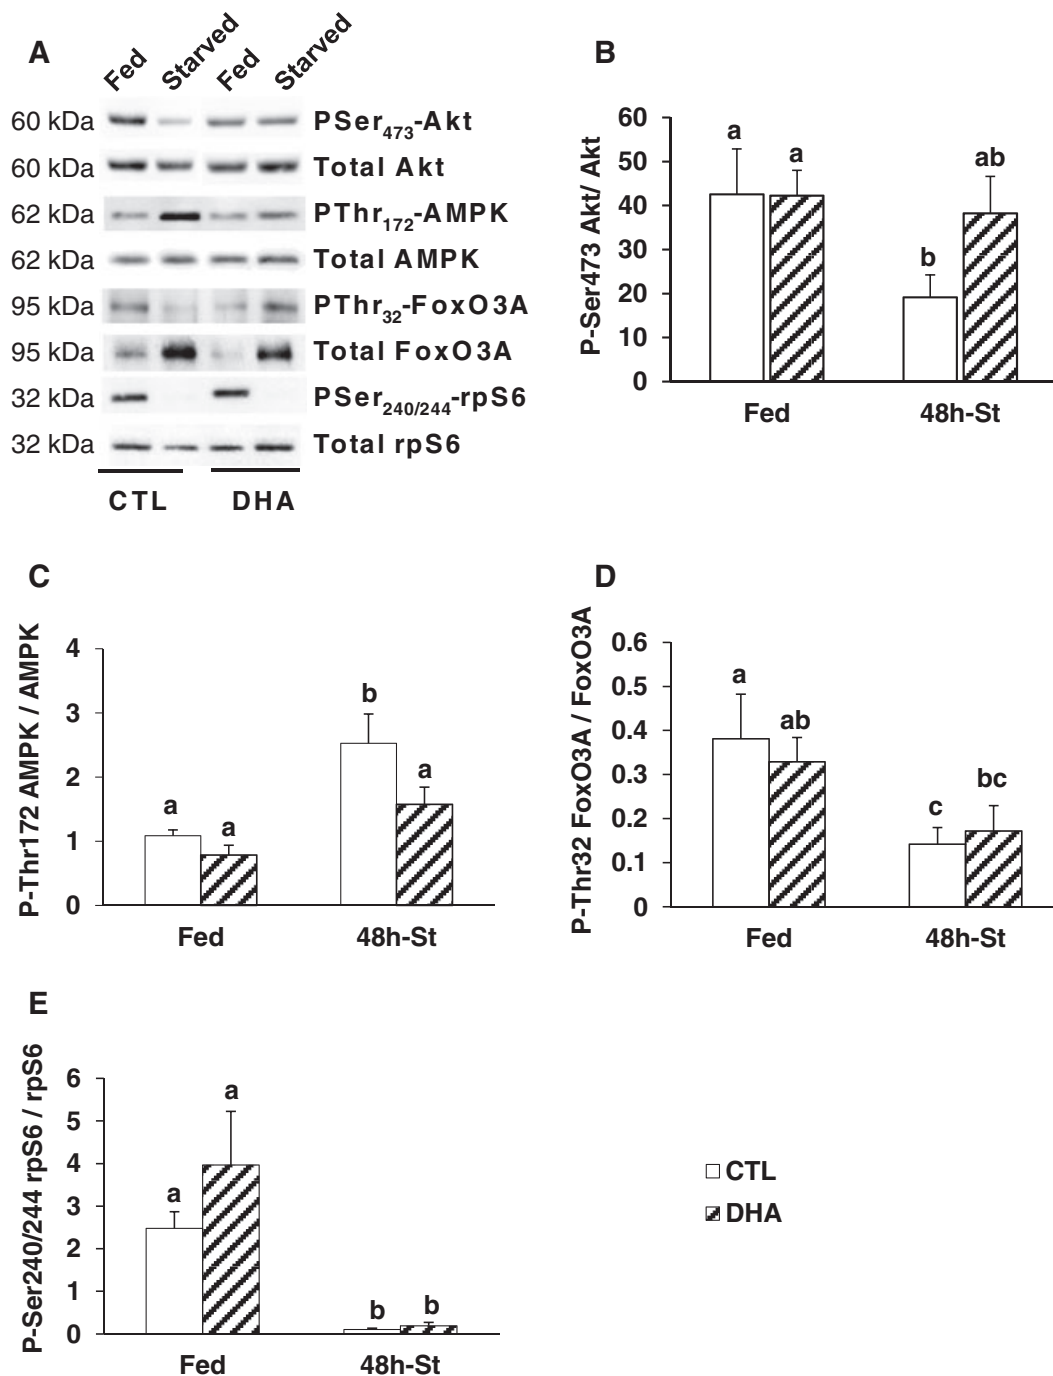 A
Fed Starved Fed Starved
60 kDa PSer473-Akt
60 kDa Total Akt
62 kDa PThr172-AMPK
62 kDa Total AMPK
95 kDa PThr32-FoxO3A
95 kDa Total FoxO3A
32 kDa PSer240/244-rpS6
32 kDa Total rpS6
CTL DHA
B
P-Ser473 Akt/ Akt
60
50
40
30
20
10
0
a a b ab
Fed 48h-St
C
P-Thr172 AMPK / AMPK
4
3
2
1
0
a a b a
Fed 48h-St
D
P-Thr32 FoxO3A / FoxO3A
0.6
0.5
0.4
0.3
0.2
0.1
0
a ab c bc
Fed 48h-St
E
P-Ser240/244 rpS6 / rpS6
6
5
4
3
2
1
0
a a b b
Fed 48h-St
CTL
DHA